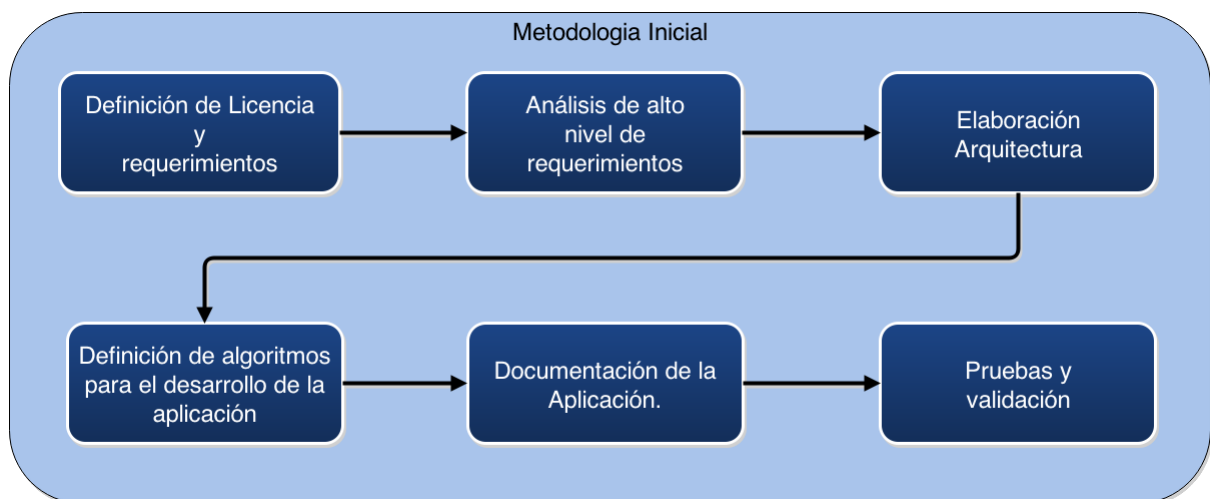 Metodologia Inicial
Definición de Licencia
y
requerimientos
Análisis de alto
nivel de
requerimientos
Elaboración
Arquitectura
Definición de algoritmos
para el desarrollo de la
aplicación
Documentación de la
Aplicación.
Pruebas y
validación